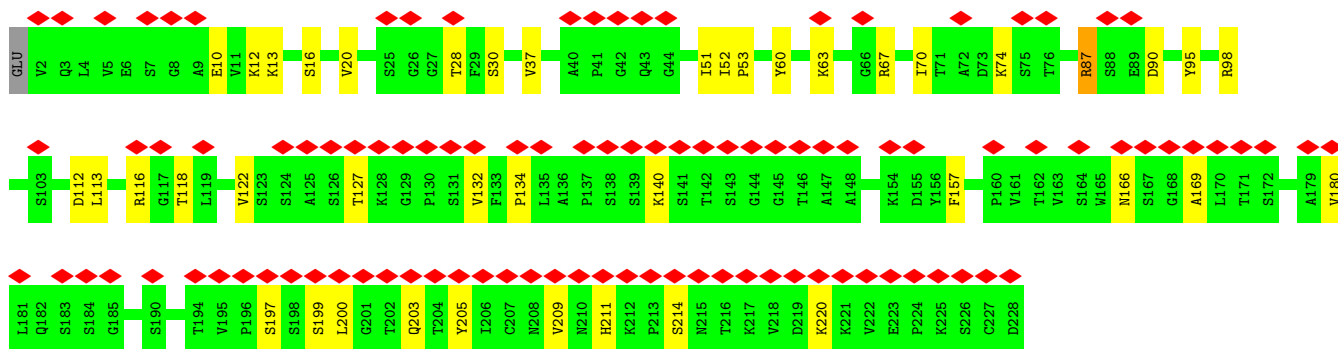 GLU V2 Q3 L4 V5 E6 S7 G8 A9 E10 V11 K12 K13 S16 V20 S25 G26 G27 T28 F29 S30 V37 A40 P41 G42 Q43 G44 I51 I52 P53 Y60 K63 G66 R67 I70 T71 A72 D73 K74 S75 T76 R87 S88 E89 D90 Y95 R98
S103 D112 L113 R116 G117 T118 L119 V122 S123 S124 A125 S126 T127 K128 G129 P130 S131 V132 F133 P134 L135 A136 P137 S138 S139 K140 S141 T142 S143 G144 G145 T146 A147 A148 K154 D155 Y156 F157 P160 V161 T162 V163 S164 W165 N166 S167 G168 A169 L170 T171 S172 A179 V180
L181 Q182 S183 S184 G185 S190 T194 V195 P196 S197 S198 S199 L200 G201 T202 Q203 T204 Y205 I206 C207 N208 V209 N210 H211 K212 P213 S214 N215 T216 K217 V218 D219 K220 K221 V222 E223 P224 K225 S226 C227 D228